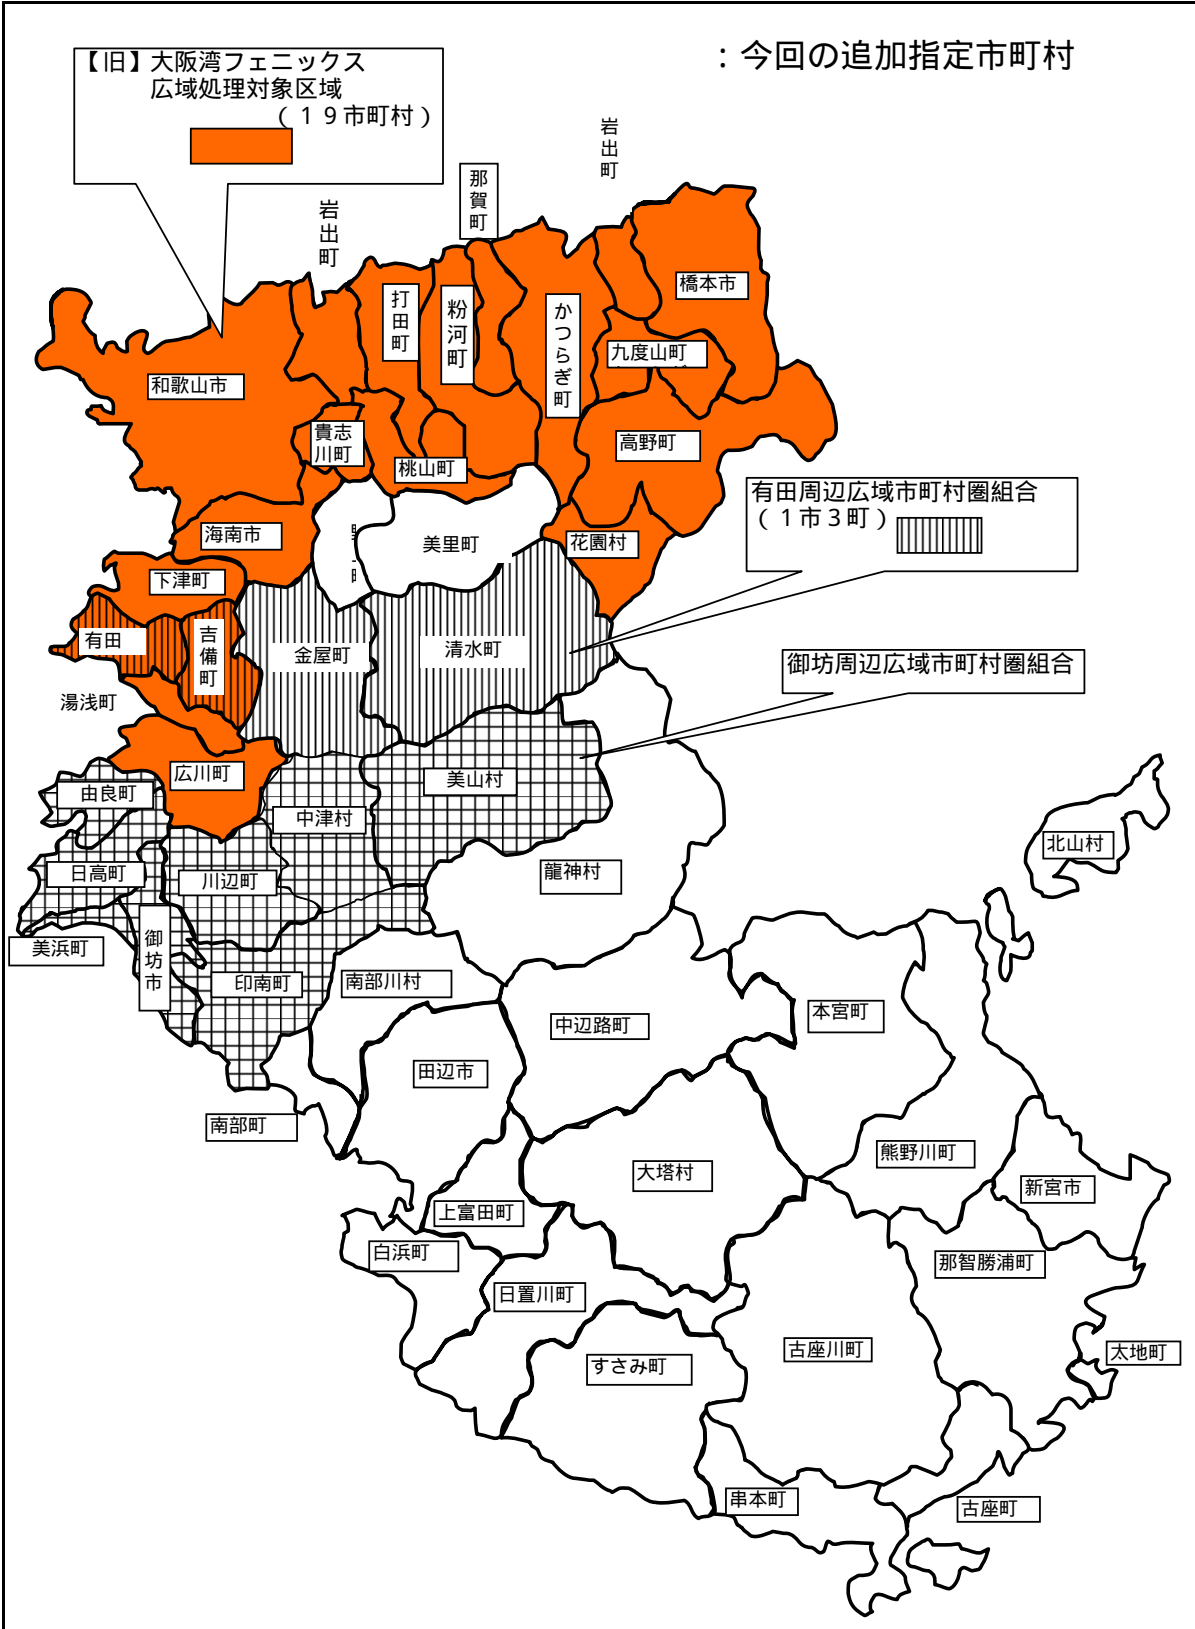 ：今回の追加指定市町村
【旧】大阪湾フェニックス
広域処理対象区域
（１９市町村）
岩出町
那賀町
岩出町
橋本市
打田町
粉河町
かつらぎ町
九度山町
和歌山市
貴志
川町
高野町
桃山町
有田周辺広域市町村圏組合
（１市３町）
海南市
美里町
花園村
下津町
有田
吉備町
金屋町
清水町
御坊周辺広域市町村圏組合
湯浅町
広川町
由良町
美山村
中津村
北山村
日高町
川辺町
龍神村
美浜町
御坊市
印南町
南部川村
本宮町
中辺路町
田辺市
南部町
熊野川町
大塔村
新宮市
上富田町
白浜町
那智勝浦町
日置川町
古座川町
太地町
すさみ町
串本町
古座町